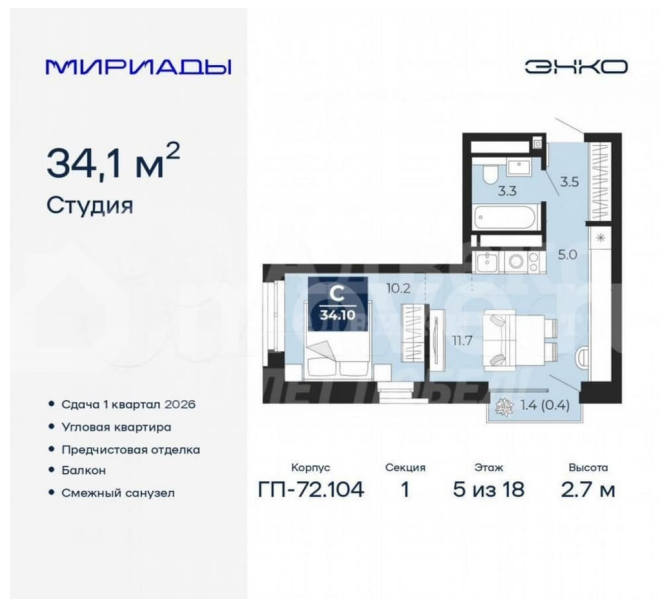 МИРИАДЫ
ЭНКО
34,1 м²
Студия
3.3
3.5
5.0
10.2
С
34.10
11.7
1.4 (0.4)
• Сдача 1 квартал 2026
• Угловая квартира
• Предчистовая отделка
• Балкон
• Смежный санузел
Корпус Секция Этаж Высота
ГП-72.104 1 5 из 18 2.7 м